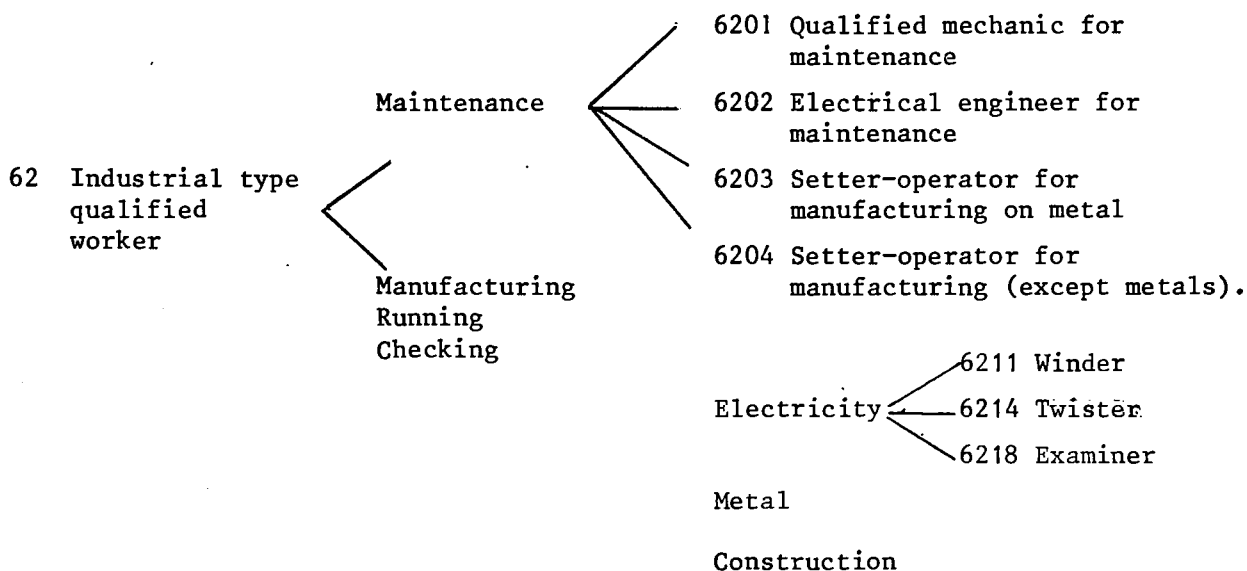 62 Industrial type
qualified
worker
Maintenance
6201 Qualified mechanic for
maintenance
6202 Electrical engineer for
maintenance
6203 Setter-operator for
manufacturing on metal
6204 Setter-operator for
manufacturing (except metals).
Manufacturing
Running
Checking
Electricity
6211 Winder
6214 Twister
6218 Examiner
Metal
Construction